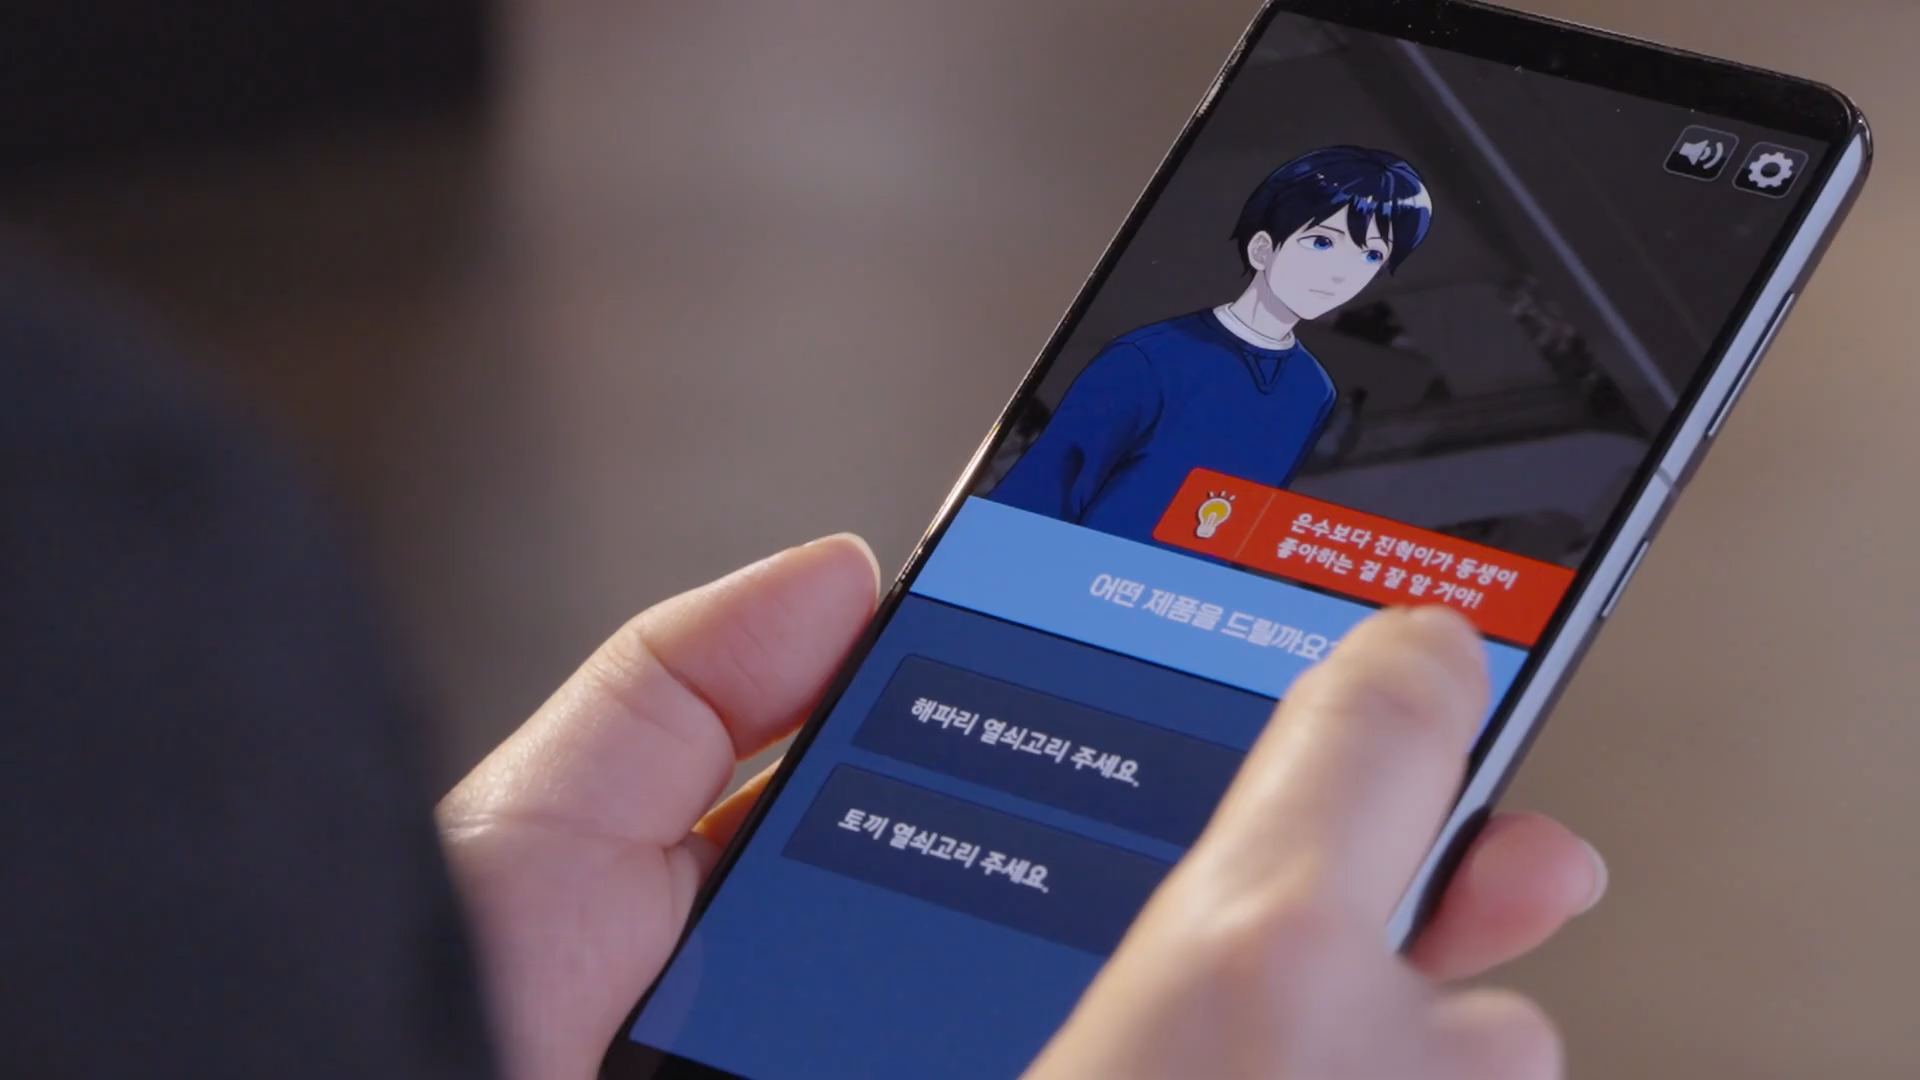 은수보다 진혁이가 동생이
좋아하는 걸 잘 알 거야!
어떤 제품을 드릴까요?
해파리 열쇠고리 주세요.
토끼 열쇠고리 주세요.